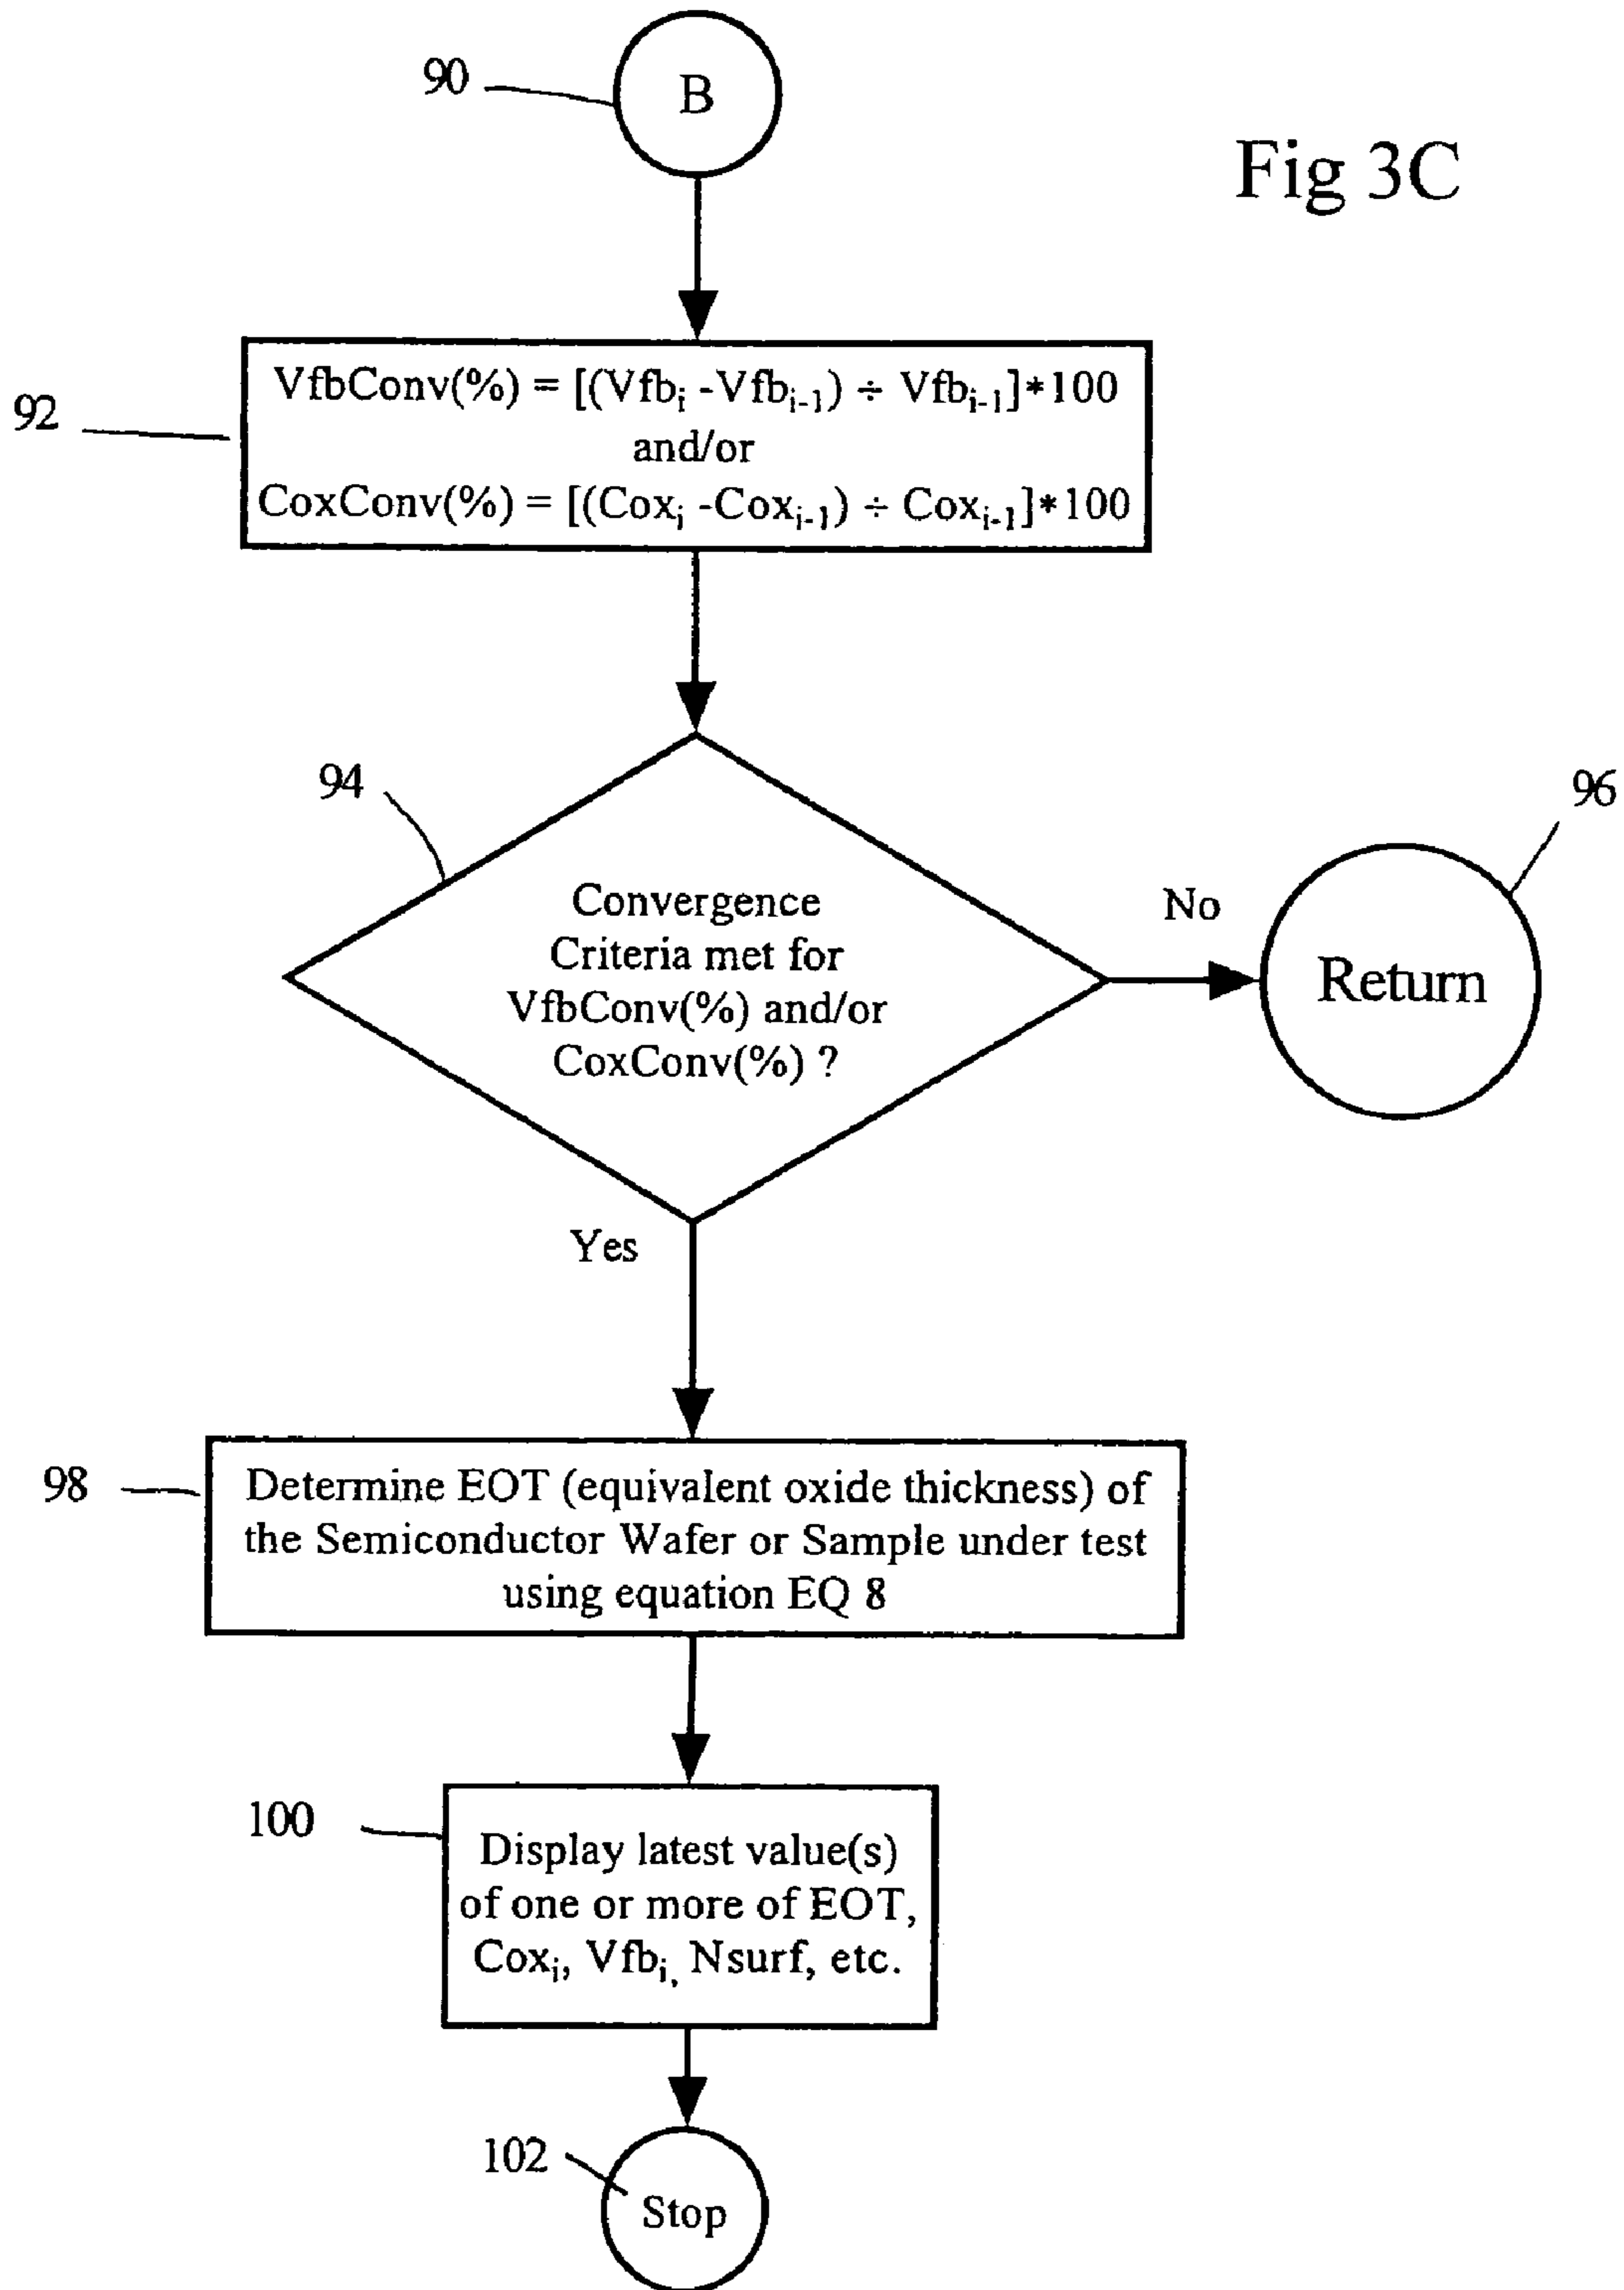 90
B
Fig 3C
92
VfbConv(%) = [(Vfbᵢ -Vfbᵢ₋₁) ÷ Vfbᵢ₋₁]*100
and/or
CoxConv(%) = [(Coxᵢ -Coxᵢ₋₁) ÷ Coxᵢ₋₁]*100
94
Convergence
Criteria met for
VfbConv(%) and/or
CoxConv(%) ?
No
96
Return
Yes
98
Determine EOT (equivalent oxide thickness) of
the Semiconductor Wafer or Sample under test
using equation EQ 8
100
Display latest value(s)
of one or more of EOT,
Coxᵢ, Vfbᵢ, Nsurf, etc.
102
Stop